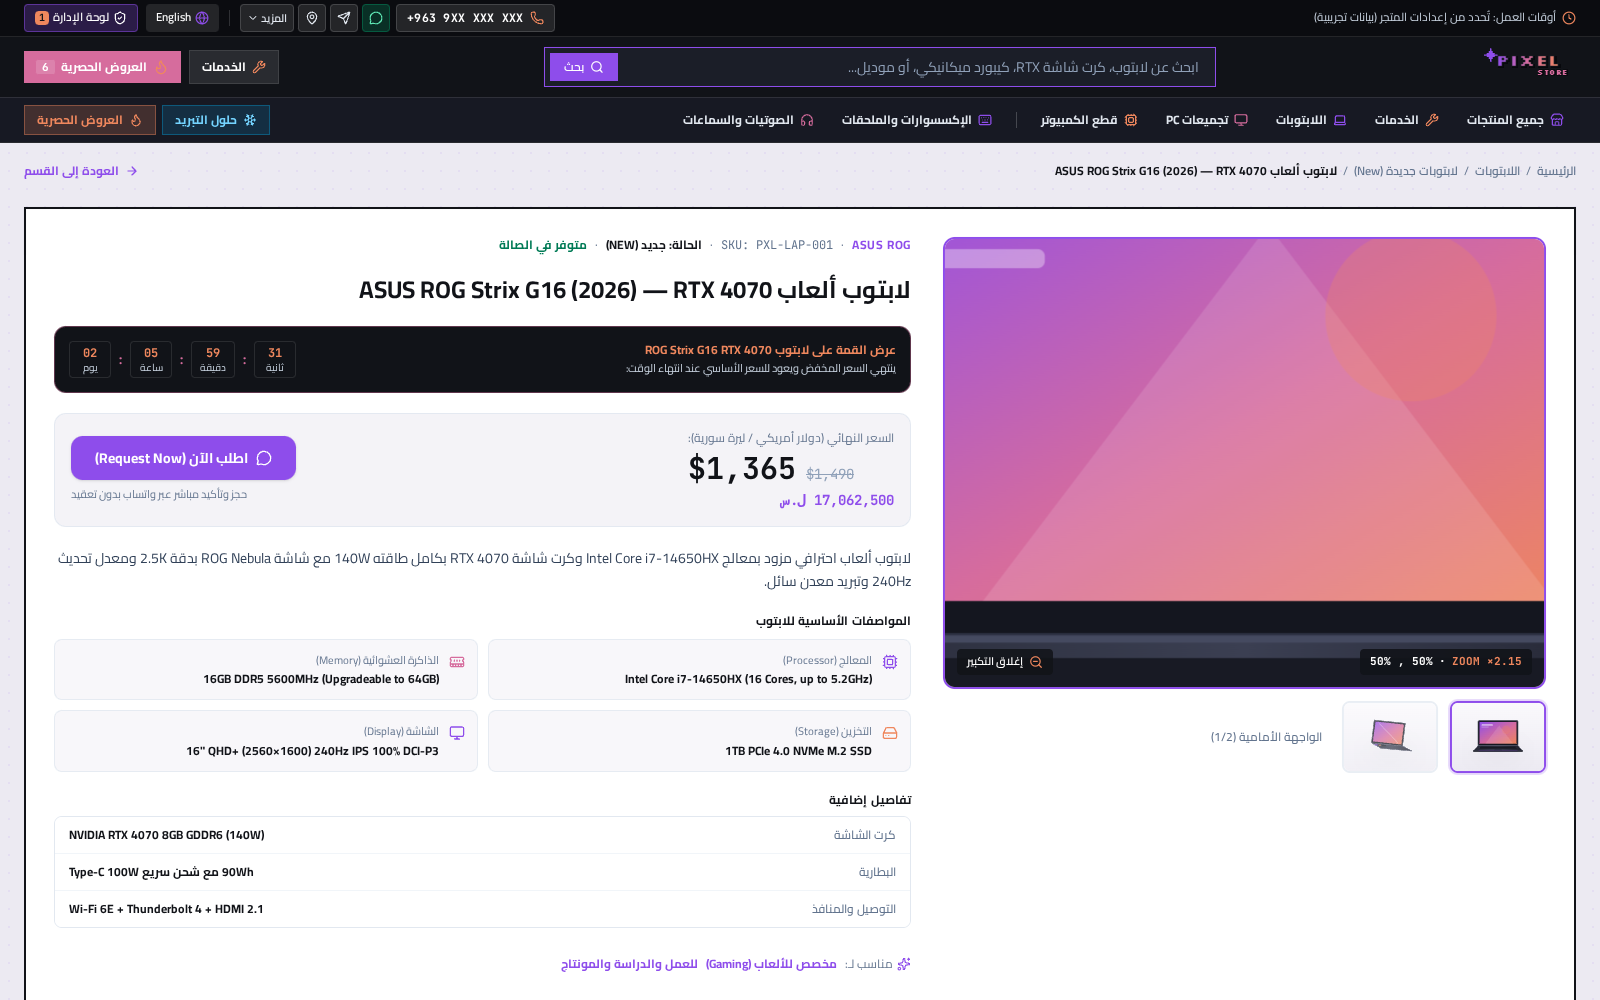 أوقات العمل: تُحدد من إعدادات المتجر (بيانات تجريبية)
+963 9XX XXX XXX
المزيد
English
لوحة الإدارة 1
PIXEL
STORE
ابحث عن لابتوب، كرت شاشة RTX، كيبورد ميكانيكي، أو موديل...
بحث
الخدمات
العروض الحصرية 6
جميع المنتجات
الخدمات
اللابتوبات
تجميعات PC
قطع الكمبيوتر
الإكسسوارات والملحقات
الصوتيات والسماعات
حلول التبريد
العروض الحصرية
الرئيسية / اللابتوبات / لابتوبات جديدة (New) / لابتوب ألعاب ASUS ROG Strix G16 (2026) — RTX 4070
العودة إلى القسم
ASUS ROG · SKU: PXL-LAP-001 · الحالة: جديد (NEW) · متوفر في الصالة
لابتوب ألعاب ASUS ROG Strix G16 (2026) — RTX 4070
عرض القمة على لابتوب ROG Strix G16 RTX 4070
ينتهي السعر المخفض ويعود للسعر الأساسي عند انتهاء الوقت:
02 : 05 : 59 : 31
يوم ساعة دقيقة ثانية
السعر النهائي (دولار أمريكي / ليرة سورية):
$1,365 $1,490
17,062,500 ل.س
اطلب الآن (Request Now)
حجز وتأكيد مباشر عبر واتساب بدون تعقيد
لابتوب ألعاب احترافي مزود بمعالج Intel Core i7-14650HX وكرت شاشة RTX 4070 بكامل طاقته 140W مع شاشة ROG Nebula بدقة 2.5K ومعدل تحديث
240Hz وتبريد معدن سائل.
المواصفات الأساسية للابتوب
المعالج (Processor)
Intel Core i7-14650HX (16 Cores, up to 5.2GHz)
الذاكرة العشوائية (Memory)
16GB DDR5 5600MHz (Upgradeable to 64GB)
التخزين (Storage)
1TB PCIe 4.0 NVMe M.2 SSD
الشاشة (Display)
16" QHD+ (2560×1600) 240Hz IPS 100% DCI-P3
تفاصيل إضافية
كرت الشاشة NVIDIA RTX 4070 8GB GDDR6 (140W)
البطارية 90Wh مع شحن سريع Type-C 100W
التوصيل والمنافذ Wi-Fi 6E + Thunderbolt 4 + HDMI 2.1
مناسب لـ: مخصص للألعاب (Gaming) للعمل والدراسة والمونتاج
50% , 50% · ZOOM ×2.15
إغلاق التكبير
الواجهة الأمامية (1/2)